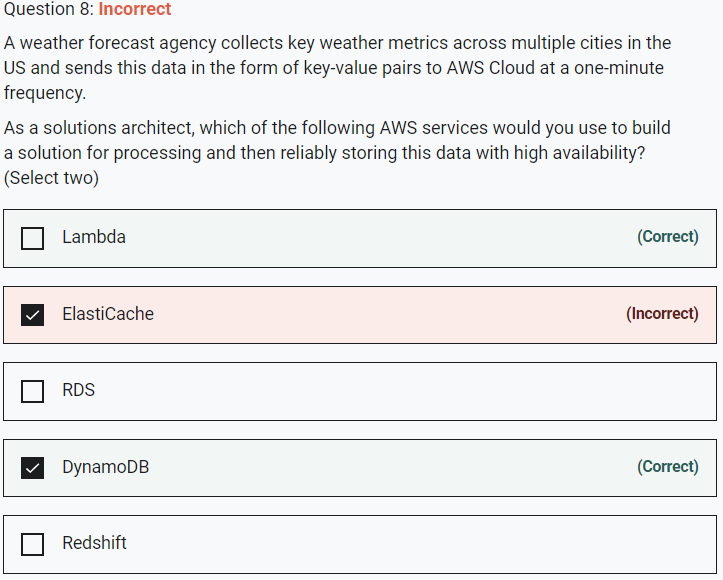 Question 8: Incorrect
A weather forecast agency collects key weather metrics across multiple cities in the
US and sends this data in the form of key-value pairs to AWS Cloud at a one-minute
frequency.
As a solutions architect, which of the following AWS services would you use to build
a solution for processing and then reliably storing this data with high availability?
(Select two)
Lambda (Correct)
ElastiCache (Incorrect)
RDS
DynamoDB (Correct)
Redshift